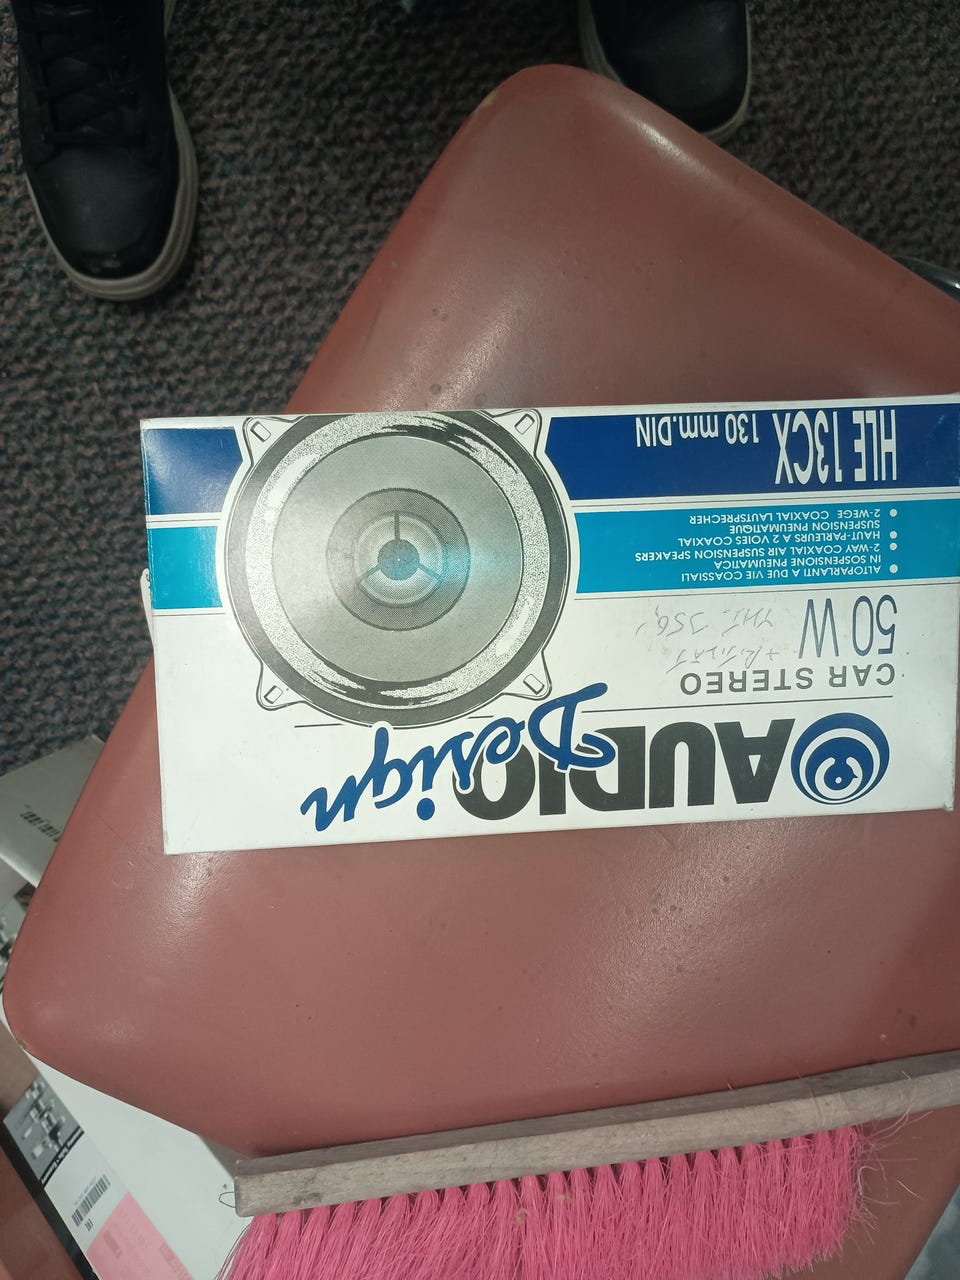 AUDIO
Design
CAR STEREO
50 W
ALTOPARLANTI A DUE VIE COASSIALI
IN SOSPENSIONE PNEUMATICA
2-WAY COAXIAL AIR SUSPENSION SPEAKERS
HAUT-PARLEURS A 2 VOIES COAXIAL
SUSPENSION PNEUMATIQUE
2-WEGE COAXIAL LAUTSPRECHER
HLE 13CX 130 mm.DIN